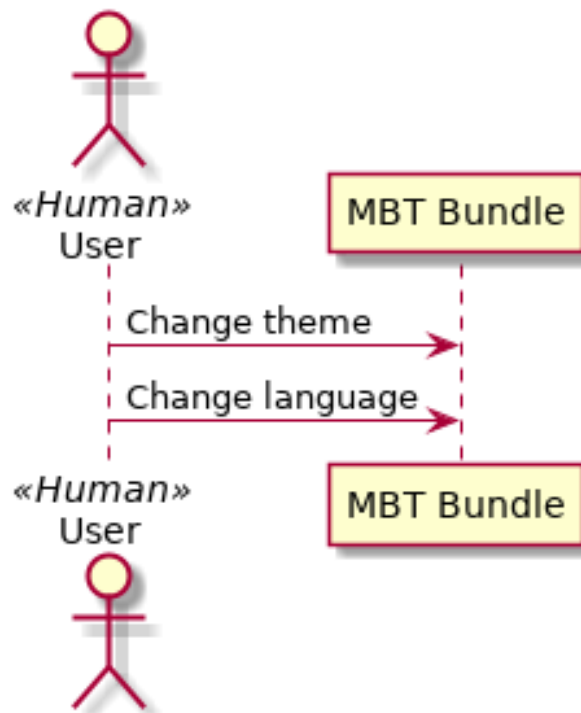 «Human»
User
MBT Bundle
Change theme
Change language
«Human»
User
MBT Bundle